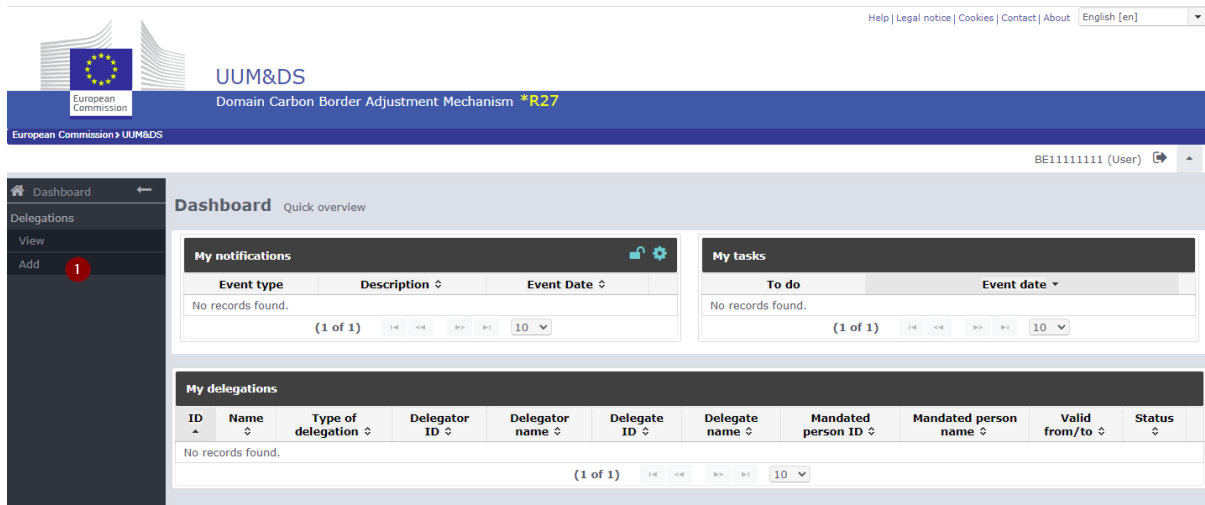 Help | Legal notice | Cookies | Contact | About English [en]
UUM&DS
European
Commission
Domain Carbon Border Adjustment Mechanism *R27
European Commission > UUM&DS
BE11111111 (User)
Dashboard
Delegations
View
Add 1
Dashboard Quick overview
My notifications
Event type Description Event Date
No records found.
(1 of 1) 10
My tasks
To do Event date
No records found.
(1 of 1) 10
My delegations
ID Name Type of delegation Delegator ID Delegator name Delegate ID Delegate name Mandated person ID Mandated person name Valid from/to Status
No records found.
(1 of 1) 10